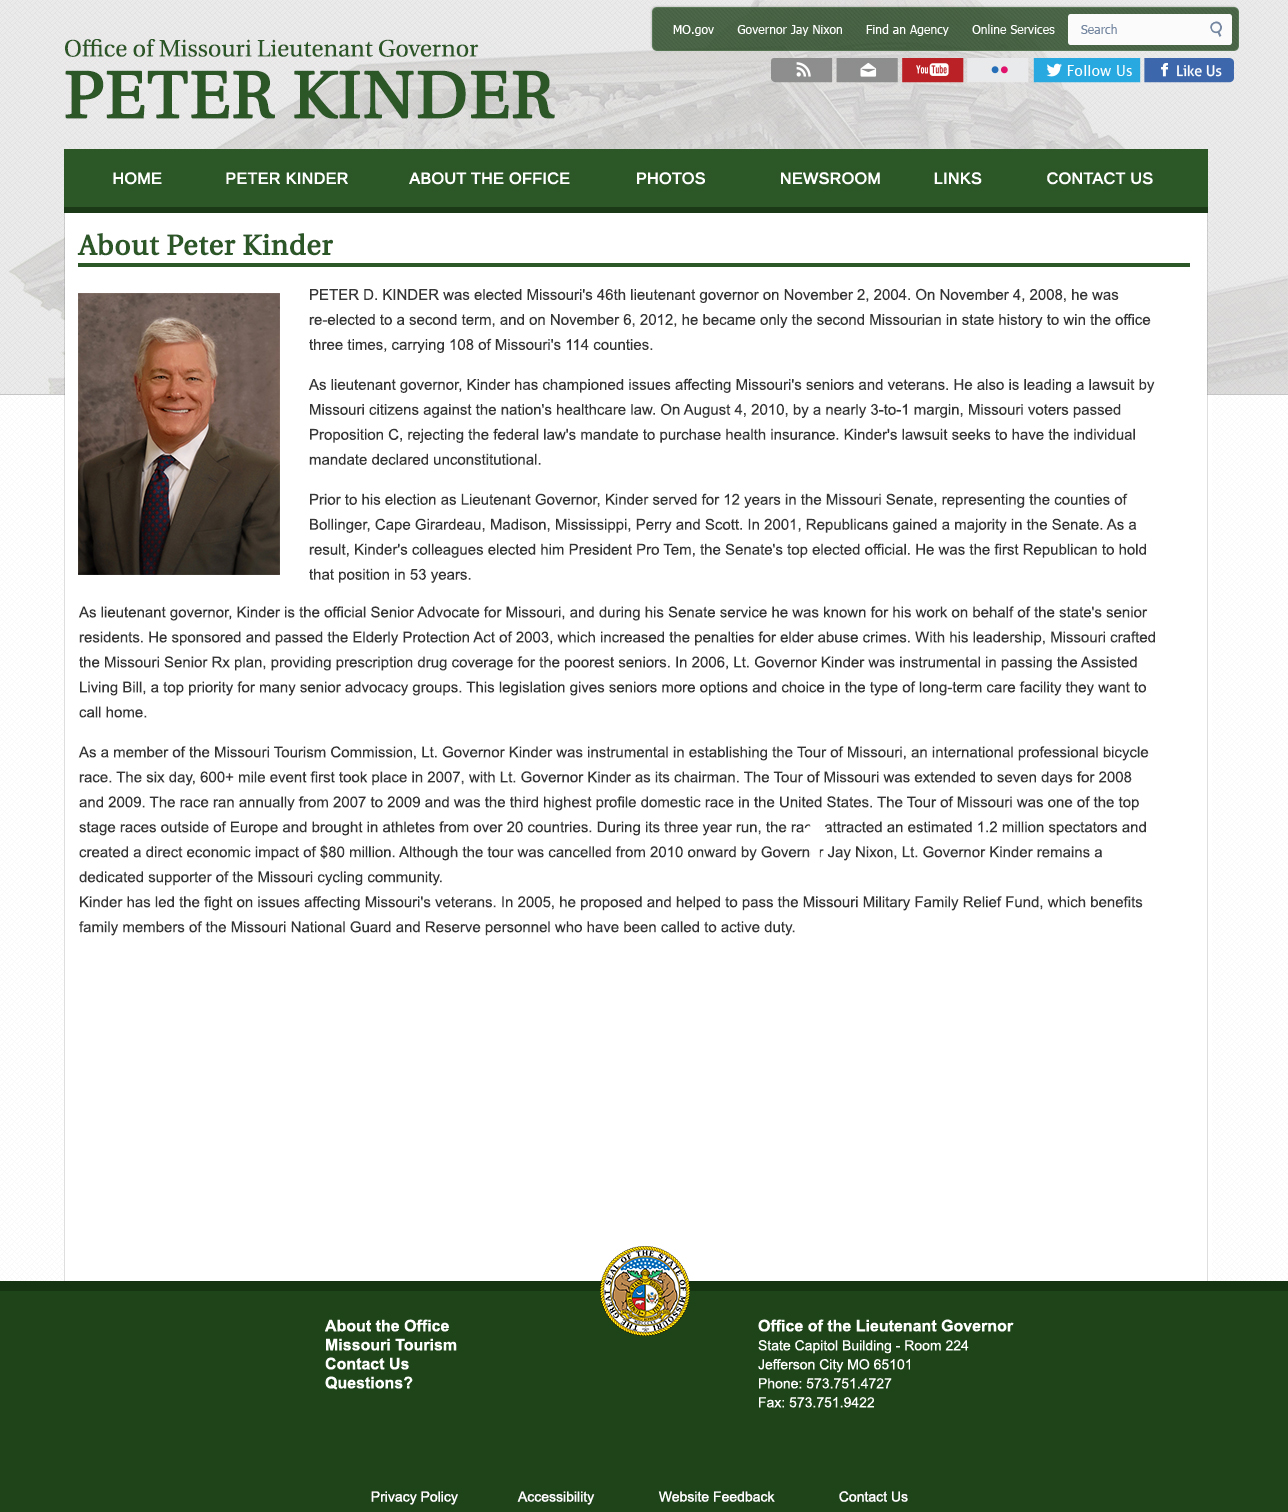 MO.gov Governor Jay Nixon Find an Agency Online Services Search
Office of Missouri Lieutenant Governor
PETER KINDER
You Tube Follow Us Like Us
HOME PETER KINDER ABOUT THE OFFICE PHOTOS NEWSROOM LINKS CONTACT US
About Peter Kinder
PETER D. KINDER was elected Missouri's 46th lieutenant governor on November 2, 2004. On November 4, 2008, he was
re-elected to a second term, and on November 6, 2012, he became only the second Missourian in state history to win the office
three times, carrying 108 of Missouri's 114 counties.
As lieutenant governor, Kinder has championed issues affecting Missouri's seniors and veterans. He also is leading a lawsuit by
Missouri citizens against the nation's healthcare law. On August 4, 2010, by a nearly 3-to-1 margin, Missouri voters passed
Proposition C, rejecting the federal law's mandate to purchase health insurance. Kinder's lawsuit seeks to have the individual
mandate declared unconstitutional.
Prior to his election as Lieutenant Governor, Kinder served for 12 years in the Missouri Senate, representing the counties of
Bollinger, Cape Girardeau, Madison, Mississippi, Perry and Scott. In 2001, Republicans gained a majority in the Senate. As a
result, Kinder's colleagues elected him President Pro Tem, the Senate's top elected official. He was the first Republican to hold
that position in 53 years.
As lieutenant governor, Kinder is the official Senior Advocate for Missouri, and during his Senate service he was known for his work on behalf of the state's senior
residents. He sponsored and passed the Elderly Protection Act of 2003, which increased the penalties for elder abuse crimes. With his leadership, Missouri crafted
the Missouri Senior Rx plan, providing prescription drug coverage for the poorest seniors. In 2006, Lt. Governor Kinder was instrumental in passing the Assisted
Living Bill, a top priority for many senior advocacy groups. This legislation gives seniors more options and choice in the type of long-term care facility they want to
call home.
As a member of the Missouri Tourism Commission, Lt. Governor Kinder was instrumental in establishing the Tour of Missouri, an international professional bicycle
race. The six day, 600+ mile event first took place in 2007, with Lt. Governor Kinder as its chairman. The Tour of Missouri was extended to seven days for 2008
and 2009. The race ran annually from 2007 to 2009 and was the third highest profile domestic race in the United States. The Tour of Missouri was one of the top
stage races outside of Europe and brought in athletes from over 20 countries. During its three year run, the rac attracted an estimated 1.2 million spectators and
created a direct economic impact of $80 million. Although the tour was cancelled from 2010 onward by Govern r Jay Nixon, Lt. Governor Kinder remains a
dedicated supporter of the Missouri cycling community.
Kinder has led the fight on issues affecting Missouri's veterans. In 2005, he proposed and helped to pass the Missouri Military Family Relief Fund, which benefits
family members of the Missouri National Guard and Reserve personnel who have been called to active duty.
THE GREAT SEAL OF THE STATE OF MISSOURI
About the Office
Missouri Tourism
Contact Us
Questions?
Office of the Lieutenant Governor
State Capitol Building - Room 224
Jefferson City MO 65101
Phone: 573.751.4727
Fax: 573.751.9422
Privacy Policy Accessibility Website Feedback Contact Us